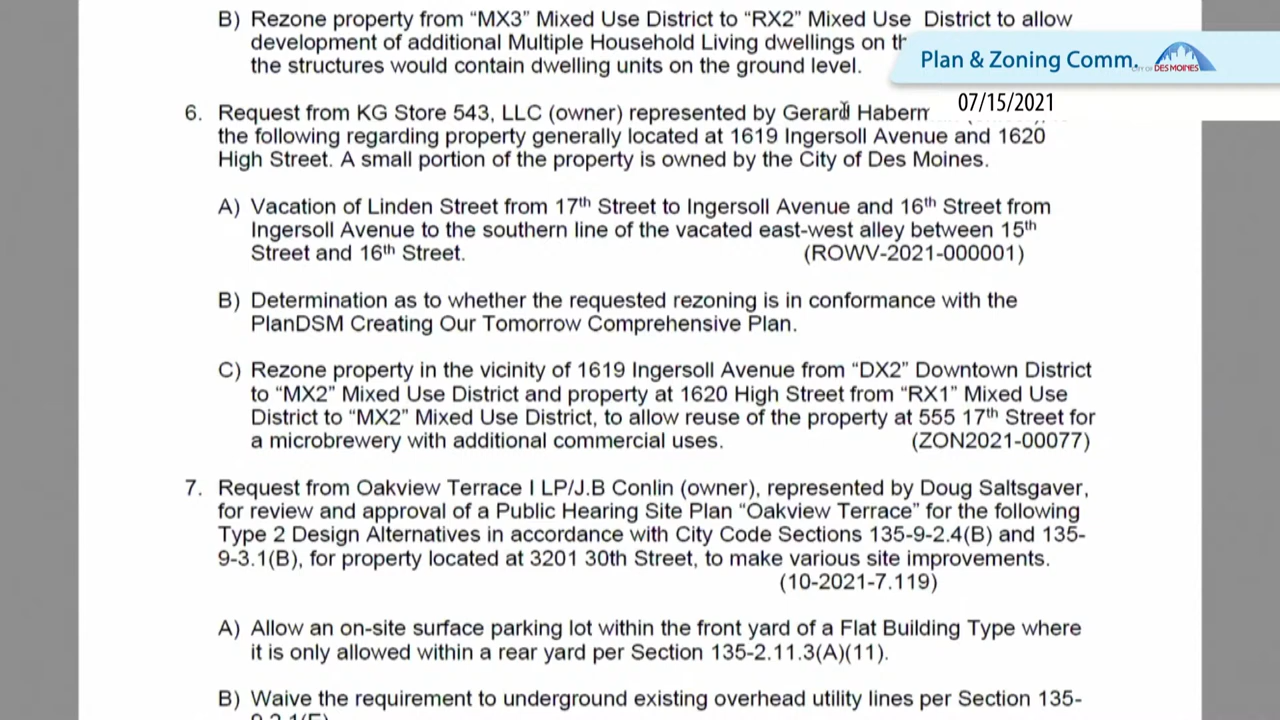 B) Rezone property from “MX3” Mixed Use District to “RX2” Mixed Use District to allow
development of additional Multiple Household Living dwellings on
the structures would contain dwelling units on the ground level.
Plan & Zoning Comm.
CITY OF DES MOINES
07/15/2021
6. Request from KG Store 543, LLC (owner) represented by Gerard
the following regarding property generally located at 1619 Ingersoll Avenue and 1620
High Street. A small portion of the property is owned by the City of Des Moines.
A) Vacation of Linden Street from 17th Street to Ingersoll Avenue and 16th Street from
Ingersoll Avenue to the southern line of the vacated east-west alley between 15th
Street and 16th Street. (ROWV-2021-000001)
B) Determination as to whether the requested rezoning is in conformance with the
PlanDSM Creating Our Tomorrow Comprehensive Plan.
C) Rezone property in the vicinity of 1619 Ingersoll Avenue from “DX2” Downtown District
to “MX2” Mixed Use District and property at 1620 High Street from “RX1” Mixed Use
District to “MX2” Mixed Use District, to allow reuse of the property at 555 17th Street for
a microbrewery with additional commercial uses. (ZON2021-00077)
7. Request from Oakview Terrace I LP/J.B Conlin (owner), represented by Doug Saltsgaver,
for review and approval of a Public Hearing Site Plan “Oakview Terrace” for the following
Type 2 Design Alternatives in accordance with City Code Sections 135-9-2.4(B) and 135-
9-3.1(B), for property located at 3201 30th Street, to make various site improvements.
(10-2021-7.119)
A) Allow an on-site surface parking lot within the front yard of a Flat Building Type where
it is only allowed within a rear yard per Section 135-2.11.3(A)(11).
B) Waive the requirement to underground existing overhead utility lines per Section 135-